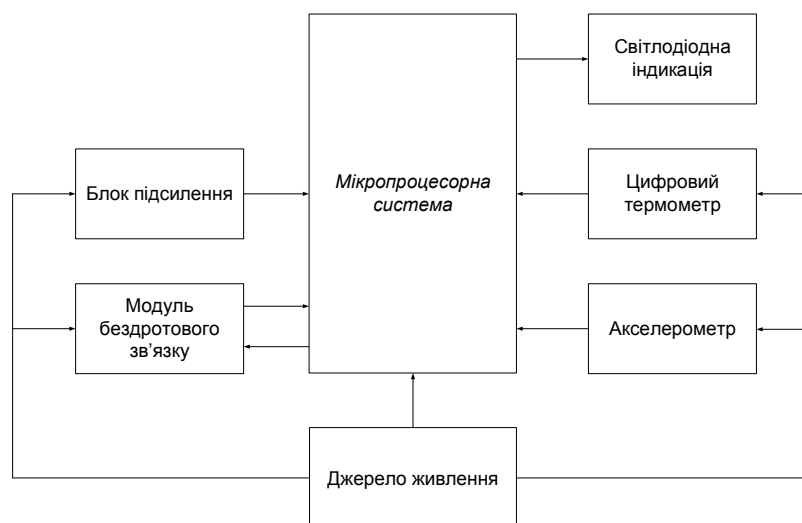 Світлодіодна
індикація
Блок підсилення
Мікропроцесорна
система
Цифровий
термометр
Модуль
бездротового
зв’язку
Акселерометр
Джерело живлення